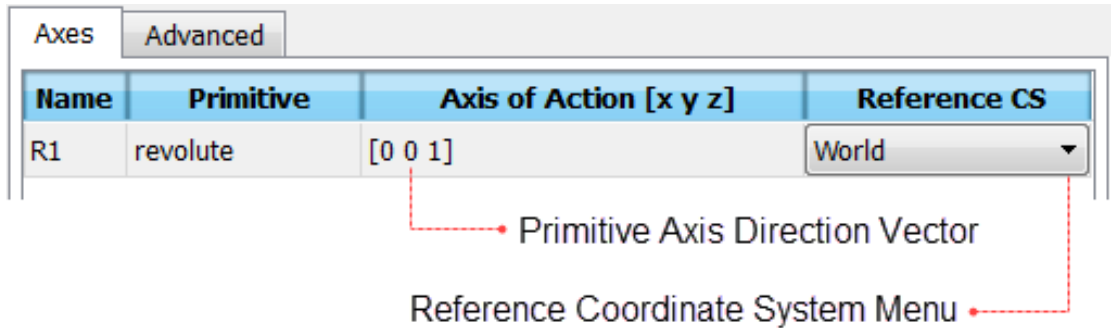 Axes Advanced
Name Primitive Axis of Action [x y z] Reference CS
R1 revolute [0 0 1] World
Primitive Axis Direction Vector
Reference Coordinate System Menu